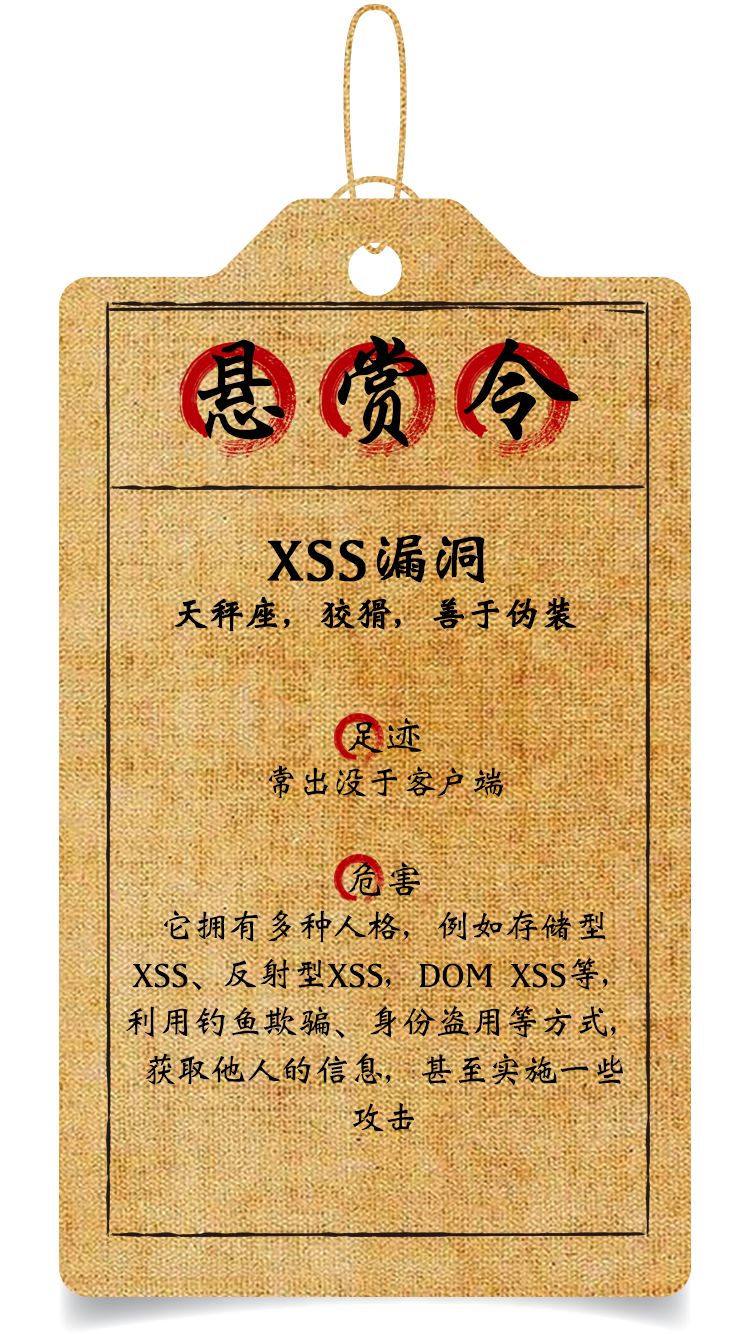 悬赏令
XSS漏洞
天秤座，狡猾，善于伪装
足迹
常出没于客户端
危害
它拥有多种人格，例如存储型
XSS、反射型XSS，DOM XSS等，
利用钓鱼欺骗、身份盗用等方式，
获取他人的信息，甚至实施一些
攻击